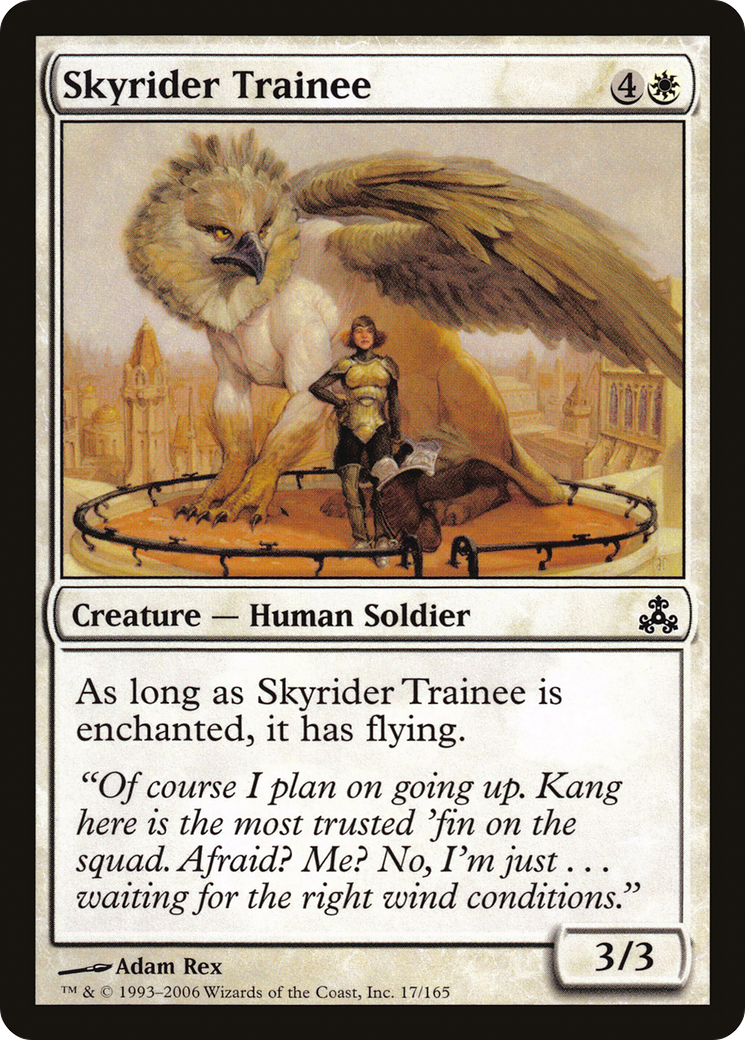 Skyrider Trainee 4
Creature — Human Soldier
As long as Skyrider Trainee is
enchanted, it has flying.
“Of course I plan on going up. Kang
here is the most trusted ’fin on the
squad. Afraid? Me? No, I’m just . . .
waiting for the right wind conditions.”
3/3
Adam Rex
™ & © 1993–2006 Wizards of the Coast, Inc. 17/165